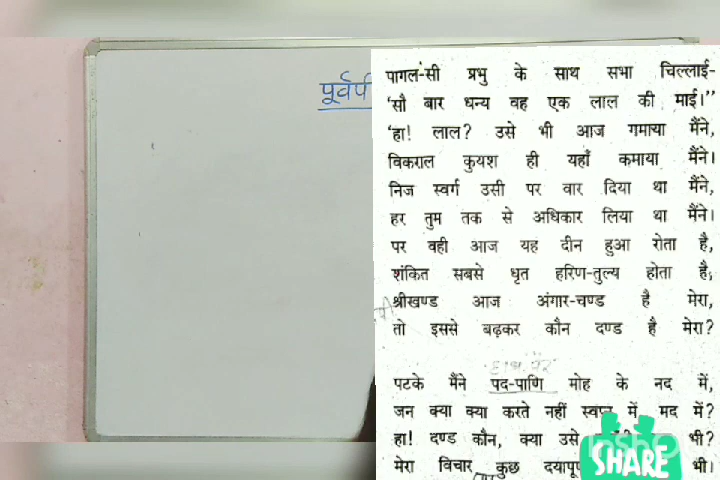 पूर्वपी
पागल-सी प्रभु के साथ सभा चिल्लाई-
'सौ बार धन्य वह एक लाल की माई।"
'हा! लाल? उसे भी आज गमाया मैंने,
विकराल कुयश ही यहाँ कमाया मैंने।
निज स्वर्ग उसी पर वार दिया था मैंने,
हर तुम तक से अधिकार लिया था मैंने।
पर वही आज यह दीन हुआ रोता है,
शंकित सबसे धृत हरिण-तुल्य होता है,
श्रीखण्ड आज अंगार-चण्ड है मेरा,
तो इससे बढ़कर कौन दण्ड है मेरा?
पटके मैंने पद-पाणि मोह के नद में,
जन क्या क्या करते नहीं स्वप्न में, मद में?
हा! दण्ड कौन, क्या उसे भी?
मेरा विचार कुछ भी।
SHARE